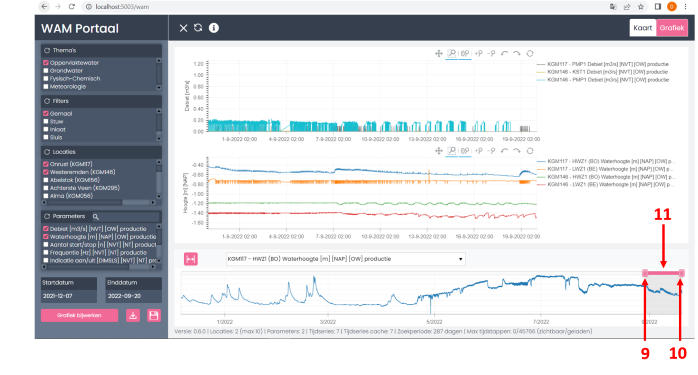 localhost:5003/wam
WAM Portaal
Kaart
Grafiek
Thema's
Oppervlaktewater
Grondwater
Fysisch-Chemisch
Meteorologie
Filters
Gemaal
Stuw
Inlaat
Sluis
Locaties
Onrust (KGM117)
Westeremden (KGM146)
Abelstok (KGM656)
Achterste Veen (KGM295)
Alma (KGM056)
Parameters
Debiet [m3/s] [NVT] [OW] productie
Waterhoogte [m] [NAP] [OW] productie
Aantal start/stop [n] [NVT] [NT] product
Frequentie [Hz] [NVT] [NT] productie
Indicatie aan/uit [DIMSLS] [NVT] [NT] pro
Startdatum
Einddatum
2021-12-07
2022-09-20
Grafiek bijwerken
Debiet [m3/s]
1.20
1.00
0.80
0.60
0.40
0.20
0.00
1-9-2022 02:00
4-9-2022 02:00
7-9-2022 02:00
10-9-2022 02:00
13-9-2022 02:00
16-9-2022 02:00
19-9-2022 02:00
KGM117 - PMP1 Debiet [m3/s] [NVT] [OW] productie
KGM146 - KST1 Debiet [m3/s] [NVT] [OW] productie
KGM146 - PMP1 Debiet [m3/s] [NVT] [OW] productie
Hoogte [m] [NAP]
-0.40
-0.60
-0.80
-1.00
-1.20
-1.40
-1.60
1-9-2022 02:00
4-9-2022 02:00
7-9-2022 02:00
10-9-2022 02:00
13-9-2022 02:00
16-9-2022 02:00
19-9-2022 02:00
KGM117 - HWZ1 (BO) Waterhoogte [m] [NAP] [OW] p...
KGM117 - LWZ1 (BE) Waterhoogte [m] [NAP] [OW] p...
KGM146 - HWZ1 (BO) Waterhoogte [m] [NAP] [OW] p...
KGM146 - LWZ1 (BE) Waterhoogte [m] [NAP] [OW] p...
11
KGM117 - HWZ1 (BO) Waterhoogte [m] [NAP] [OW] productie
1/2022
3/2022
5/2022
7/2022
9/2022
Versie: 0.6.0 | Locaties: 2 (max 10) | Parameters: 2 | Tijdseries: 7 | Tijdseries cache: 7 | Zoekperiode: 287 dagen | Max tijdstappen: 0/45766 (zichtbaar/geladen)
9
10